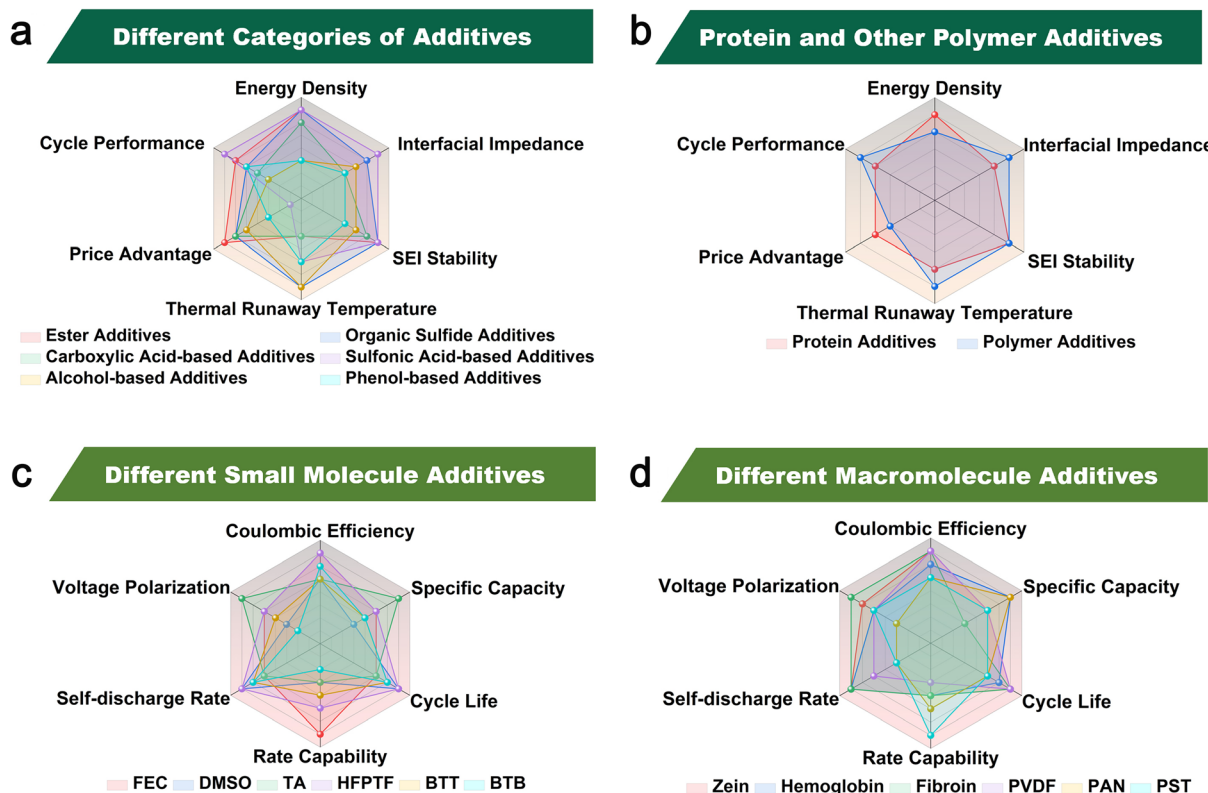 a
Different Categories of Additives
Energy Density
Cycle Performance
Interfacial Impedance
Price Advantage
SEI Stability
Thermal Runaway Temperature
Ester Additives
Organic Sulfide Additives
Carboxylic Acid-based Additives
Sulfonic Acid-based Additives
Alcohol-based Additives
Phenol-based Additives
b
Protein and Other Polymer Additives
Energy Density
Cycle Performance
Interfacial Impedance
Price Advantage
SEI Stability
Thermal Runaway Temperature
Protein Additives
Polymer Additives
c
Different Small Molecule Additives
Coulombic Efficiency
Voltage Polarization
Specific Capacity
Self-discharge Rate
Cycle Life
Rate Capability
FEC DMSO TA HFPTF BTT BTB
d
Different Macromolecule Additives
Coulombic Efficiency
Voltage Polarization
Specific Capacity
Self-discharge Rate
Cycle Life
Rate Capability
Zein Hemoglobin Fibroin PVDF PAN PST